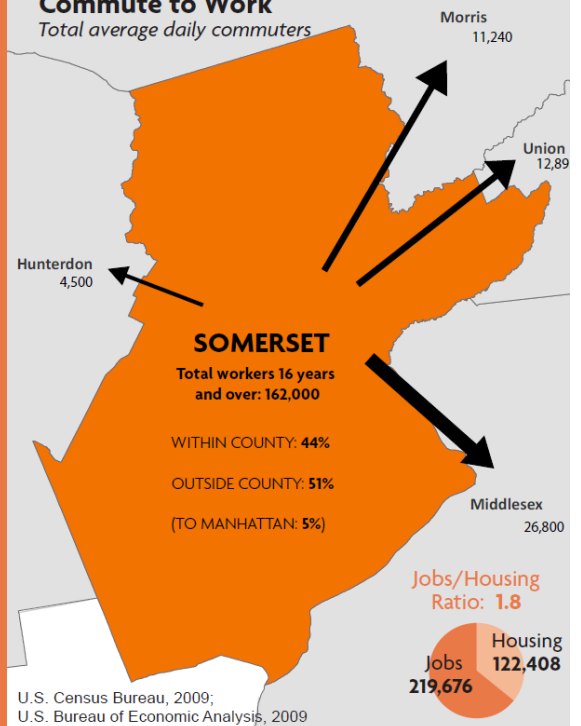 Commute to Work
Total average daily commuters
Morris
11,240
Union
12,89
Hunterdon
4,500
SOMERSET
Total workers 16 years
and over: 162,000
WITHIN COUNTY: 44%
OUTSIDE COUNTY: 51%
(TO MANHATTAN: 5%)
Middlesex
26,800
Jobs/Housing
Ratio: 1.8
Housing
122,408
Jobs
219,676
U.S. Census Bureau, 2009;
U.S. Bureau of Economic Analysis, 2009